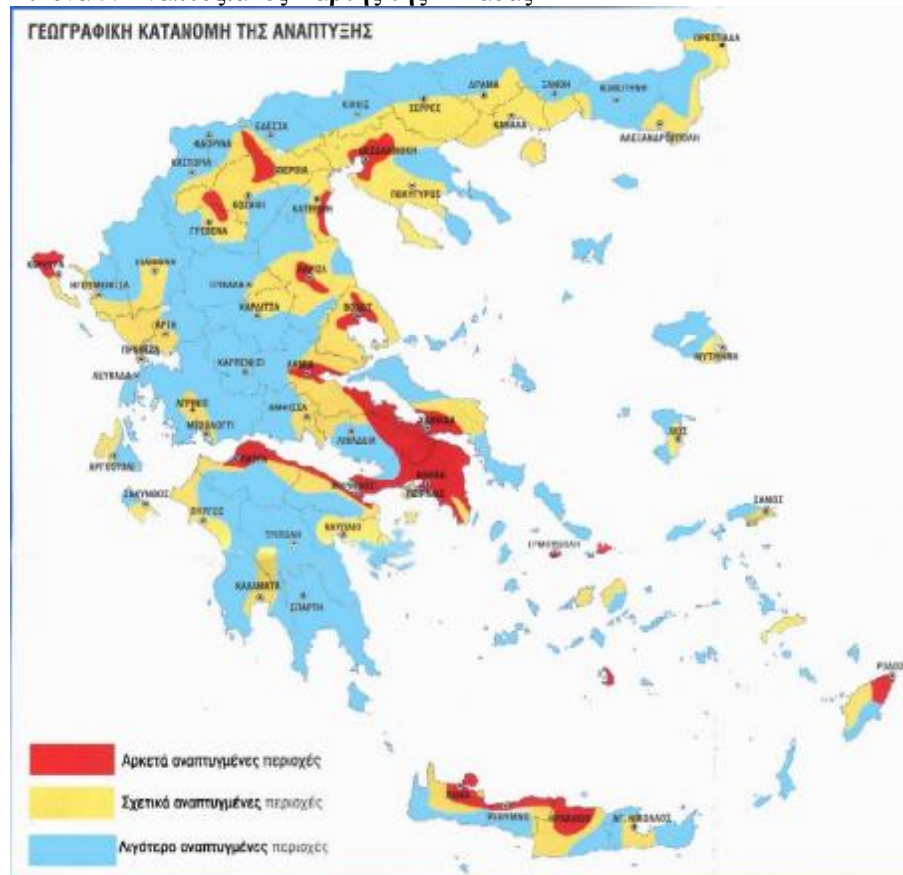 ΓΕΩΓΡΑΦΙΚΗ ΚΑΤΑΝΟΜΗ ΤΗΣ ΑΝΑΠΤΥΞΗΣ
ΟΡΕΣΤΙΑΔΑ
ΔΡΑΜΑ
ΞΑΝΘΗ
ΚΟΜΟΤΗΝΗ
ΚΙΛΚΙΣ
ΣΕΡΡΕΣ
ΚΑΒΑΛΑ
ΕΔΕΣΣΑ
ΑΛΕΞΑΝΔΡΟΥΠΟΛΗ
ΦΛΩΡΙΝΑ
ΘΕΣΣΑΛΟΝΙΚΗ
ΚΑΣΤΟΡΙΑ
ΒΕΡΟΙΑ
ΠΟΛΥΓΥΡΟΣ
ΚΟΖΑΝΗ
ΚΑΤΕΡΙΝΗ
ΓΡΕΒΕΝΑ
ΚΕΡΚΥΡΑ
ΙΩΑΝΝΙΝΑ
ΛΑΡΙΣΑ
ΗΓΟΥΜΕΝΙΤΣΑ
ΤΡΙΚΑΛΑ
ΚΑΡΔΙΤΣΑ
ΒΟΛΟΣ
ΑΡΤΑ
ΜΥΤΙΛΗΝΗ
ΠΡΕΒΕΖΑ
ΛΕΥΚΑΔΑ
ΚΑΡΠΕΝΗΣΙ
ΛΑΜΙΑ
ΑΓΡΙΝΙΟ
ΑΜΦΙΣΣΑ
ΧΑΛΚΙΔΑ
ΜΕΣΟΛΟΓΓΙ
ΛΙΒΑΔΕΙΑ
ΧΙΟΣ
ΑΡΓΟΣΤΟΛΙ
ΠΑΤΡΑ
ΑΘΗΝΑ
ΖΑΚΥΝΘΟΣ
ΚΟΡΙΝΘΟΣ
ΠΕΙΡΑΙΑΣ
ΠΥΡΓΟΣ
ΣΑΜΟΣ
ΝΑΥΠΛΙΟ
ΤΡΙΠΟΛΗ
ΕΡΜΟΥΠΟΛΗ
ΚΑΛΑΜΑΤΑ
ΣΠΑΡΤΗ
ΡΟΔΟΣ
Αρκετά αναπτυγμένες περιοχές
ΧΑΝΙΑ
Σχετικά αναπτυγμένες περιοχές
ΡΕΘΥΜΝΟ
ΗΡΑΚΛΕΙΟ
ΑΓ. ΝΙΚΟΛΑΟΣ
Λιγότερο αναπτυγμένες περιοχές